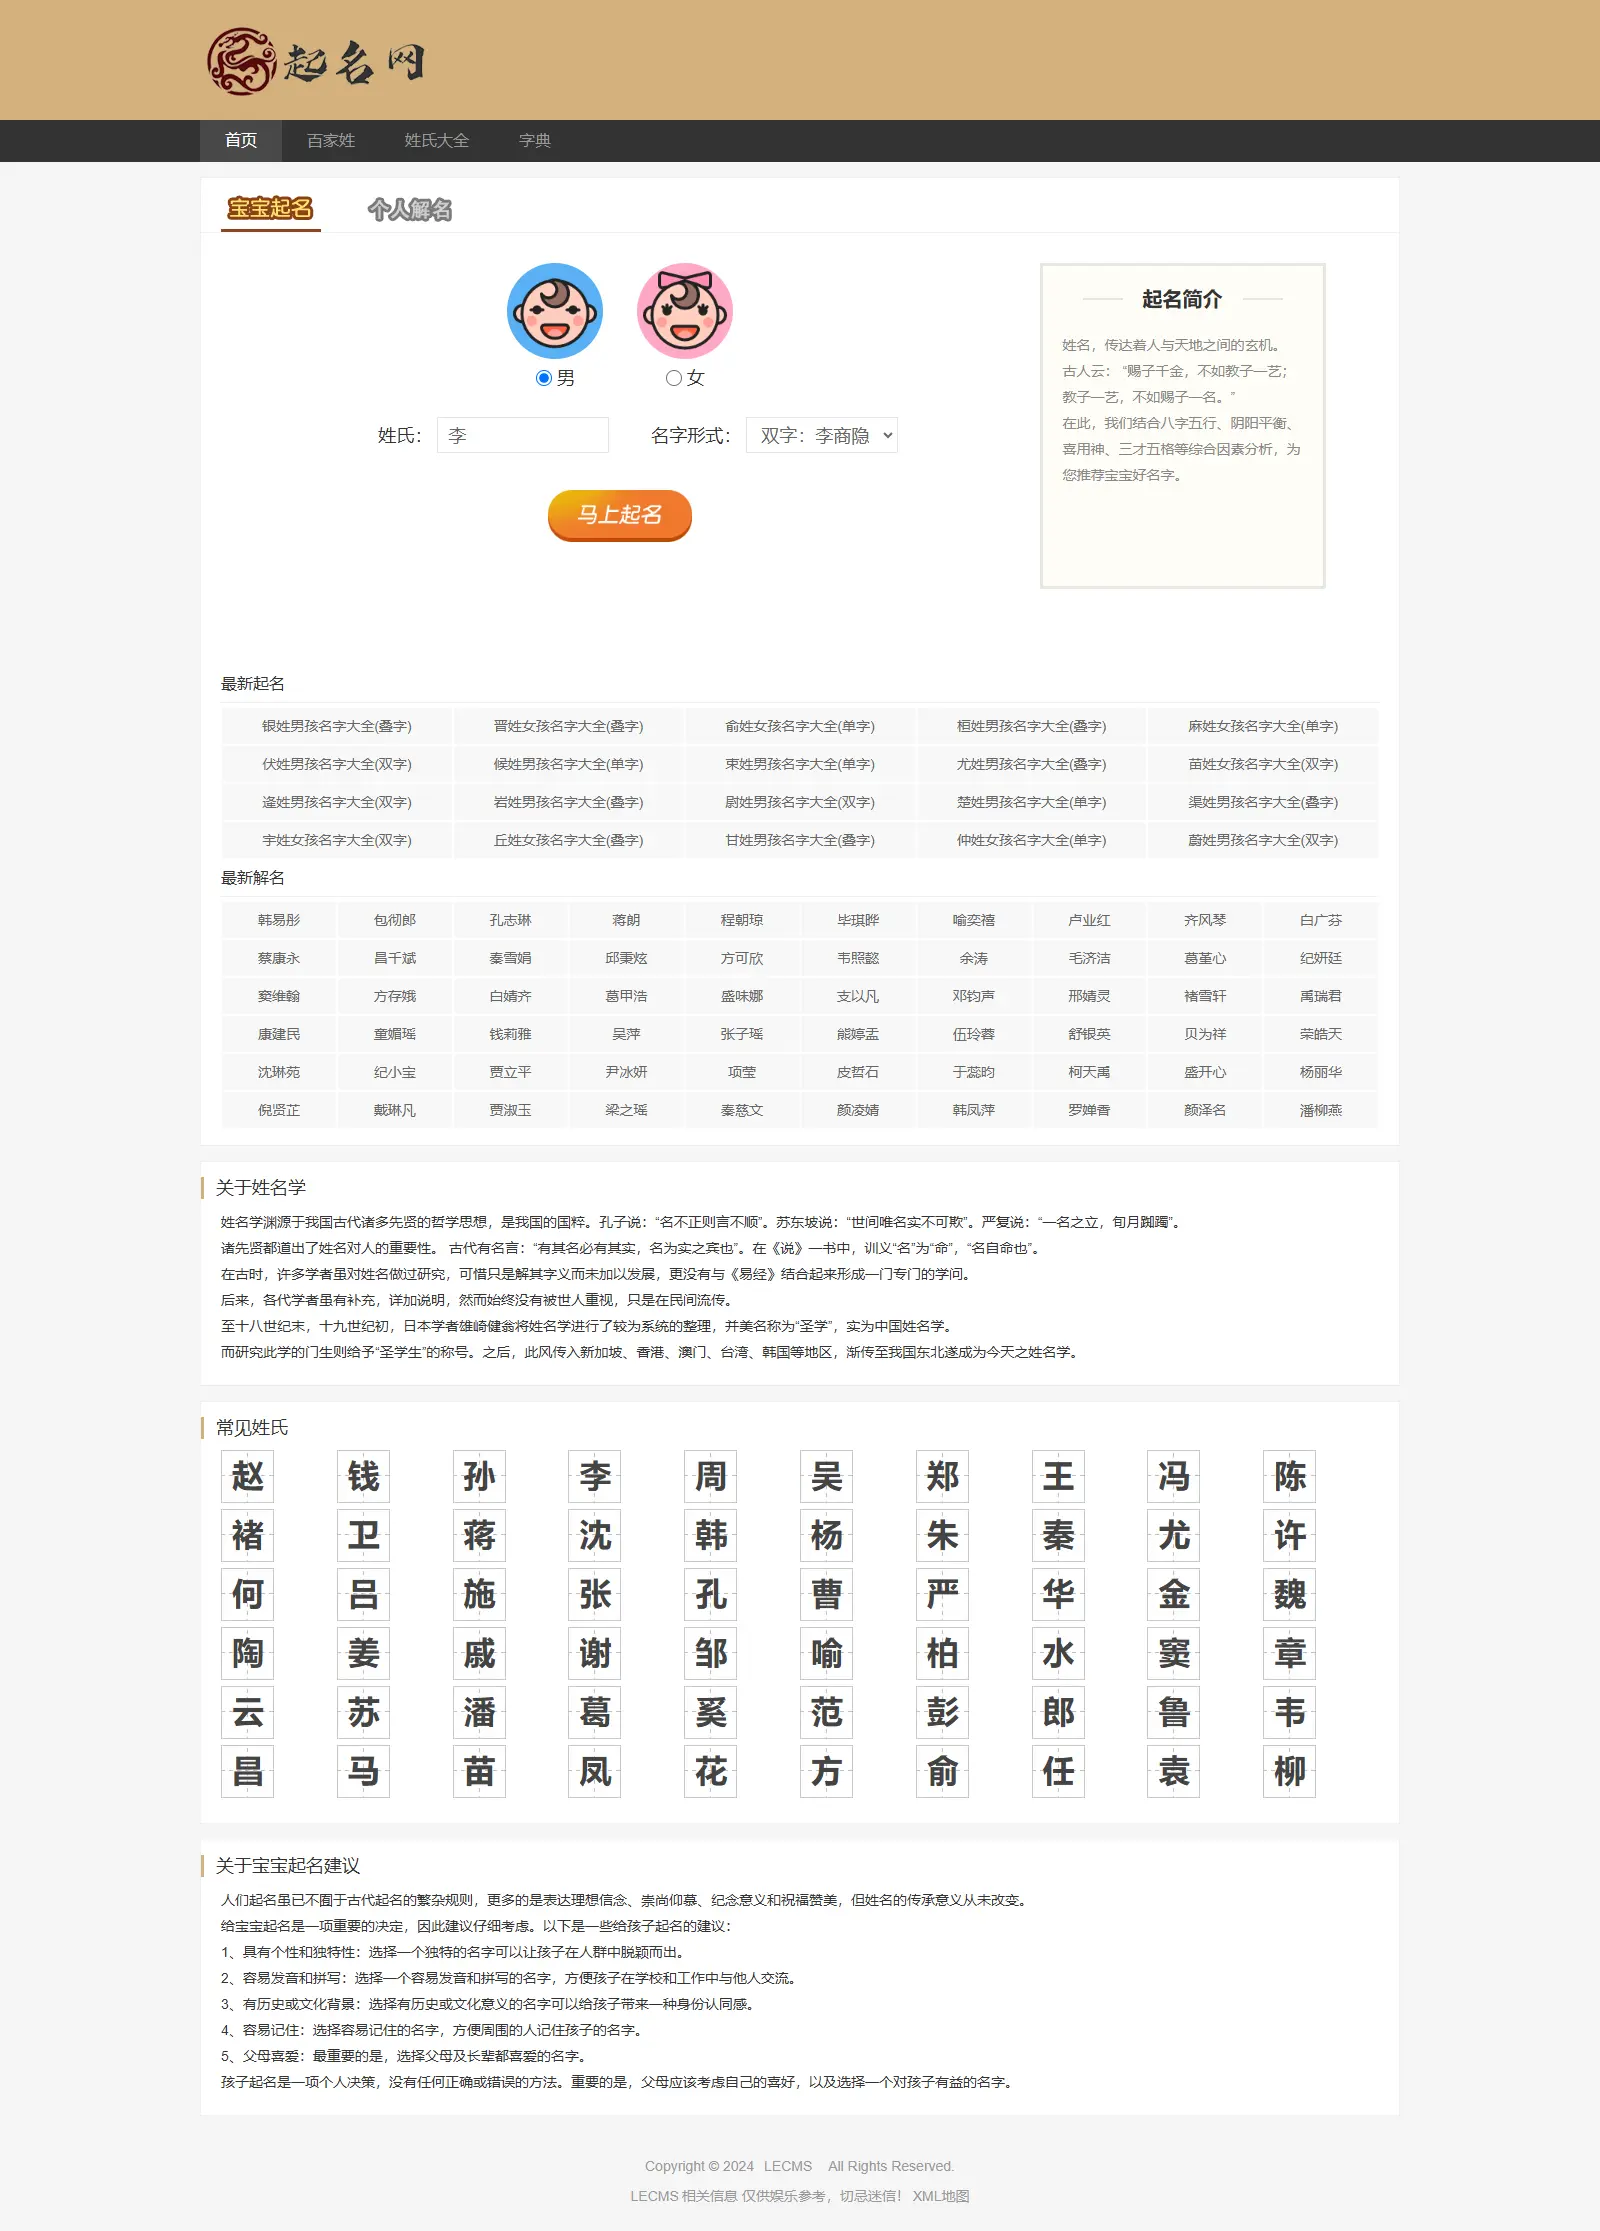 起名网
首页 百家姓 姓氏大全 字典
宝宝起名 个人解名
男 女
姓氏： 李 名字形式： 双字：李商隐
马上起名
起名简介
姓名，传达着人与天地之间的玄机。
古人云：“赐子千金，不如教子一艺；
教子一艺，不如赐子一名。”
在此，我们结合八字五行、阴阳平衡、
喜用神、三才五格等综合因素分析，为
您推荐宝宝好名字。
最新起名
银姓男孩名字大全(叠字) 晋姓女孩名字大全(叠字) 俞姓女孩名字大全(单字) 桓姓男孩名字大全(叠字) 麻姓女孩名字大全(单字)
伏姓男孩名字大全(双字) 候姓男孩名字大全(单字) 束姓男孩名字大全(单字) 尤姓男孩名字大全(叠字) 苗姓女孩名字大全(双字)
逄姓男孩名字大全(双字) 岩姓男孩名字大全(叠字) 尉姓男孩名字大全(双字) 楚姓男孩名字大全(单字) 渠姓男孩名字大全(叠字)
宇姓女孩名字大全(双字) 丘姓女孩名字大全(叠字) 甘姓男孩名字大全(叠字) 仲姓女孩名字大全(单字) 蔚姓男孩名字大全(双字)
最新解名
韩易彤 包彻郎 孔志琳 蒋朗 程朝琼 毕琪晔 喻奕禧 卢业红 齐风琴 白广芬
蔡康永 昌千斌 秦雪娟 邱秉炫 方可欣 韦照懿 余涛 毛济洁 葛堇心 纪妍廷
窦维翰 方存娥 白婧齐 葛甲浩 盛味娜 支以凡 邓钧声 邢婧灵 褚雪轩 禹瑞君
康建民 童媚瑶 钱莉雅 吴萍 张子瑶 熊婷孟 伍玲蓉 舒银英 贝为祥 荣皓天
沈琳苑 纪小宝 贾立平 尹冰妍 项莹 皮哲石 于蕊昀 柯天禹 盛开心 杨丽华
倪贤芷 戴琳凡 贾淑玉 梁之瑶 秦慈文 颜凌婧 韩凤萍 罗婵香 颜泽名 潘柳燕
关于姓名学
姓名学渊源于我国古代诸多先贤的哲学思想，是我国的国粹。孔子说：“名不正则言不顺”。苏东坡说：“世间唯名实不可欺”。严复说：“一名之立，旬月踟躅”。
诸先贤都道出了姓名对人的重要性。 古代有名言：“有其名必有其实，名为实之宾也”。在《说》一书中，训义“名”为“命”，“名自命也”。
在古时，许多学者虽对姓名做过研究，可惜只是解其字义而未加以发展，更没有与《易经》结合起来形成一门专门的学问。
后来，各代学者虽有补充，详加说明，然而始终没有被世人重视，只是在民间流传。
至十八世纪末，十九世纪初，日本学者雄崎健翁将姓名学进行了较为系统的整理，并美名称为“圣学”，实为中国姓名学。
而研究此学的门生则给予“圣学生”的称号。之后，此风传入新加坡、香港、澳门、台湾、韩国等地区，渐传至我国东北遂成为今天之姓名学。
常见姓氏
赵 钱 孙 李 周 吴 郑 王 冯 陈
褚 卫 蒋 沈 韩 杨 朱 秦 尤 许
何 吕 施 张 孔 曹 严 华 金 魏
陶 姜 戚 谢 邹 喻 柏 水 窦 章
云 苏 潘 葛 奚 范 彭 郎 鲁 韦
昌 马 苗 凤 花 方 俞 任 袁 柳
关于宝宝起名建议
人们起名虽已不囿于古代起名的繁杂规则，更多的是表达理想信念、崇尚仰慕、纪念意义和祝福赞美，但姓名的传承意义从未改变。
给宝宝起名是一项重要的决定，因此建议仔细考虑。以下是一些给孩子起名的建议：
1、具有个性和独特性：选择一个独特的名字可以让孩子在人群中脱颖而出。
2、容易发音和拼写：选择一个容易发音和拼写的名字，方便孩子在学校和工作中与他人交流。
3、有历史或文化背景：选择有历史或文化意义的名字可以给孩子带来一种身份认同感。
4、容易记住：选择容易记住的名字，方便周围的人记住孩子的名字。
5、父母喜爱：最重要的是，选择父母及长辈都喜爱的名字。
孩子起名是一项个人决策，没有任何正确或错误的方法。重要的是，父母应该考虑自己的喜好，以及选择一个对孩子有益的名字。
Copyright © 2024 LECMS All Rights Reserved.
LECMS 相关信息 仅供娱乐参考，切忌迷信！ XML地图